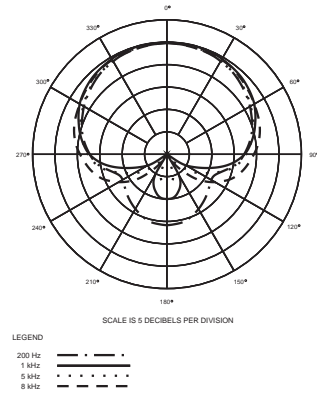 0°
330°
30°
300°
60°
270°
90°
240°
120°
210°
150°
180°
SCALE IS 5 DECIBELS PER DIVISION
LEGEND
200 Hz
1 kHz
5 kHz
8 kHz